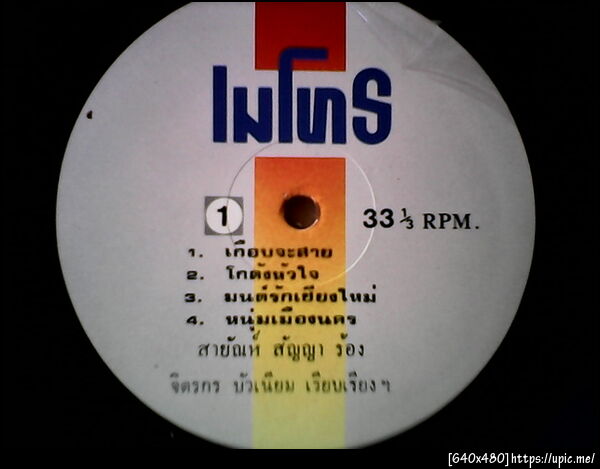 เมโทร
1
33 ⅓ RPM.
1. เกือบจะสาย
2. โกดังหัวใจ
3. มนต์รักเชียงใหม่
4. หนุ่มเมืองนคร
สายัณห์ สัญญา ร้อง
จิตรกร บัวเนียม เรียบเรียงฯ
[640x480]https://upic.me/